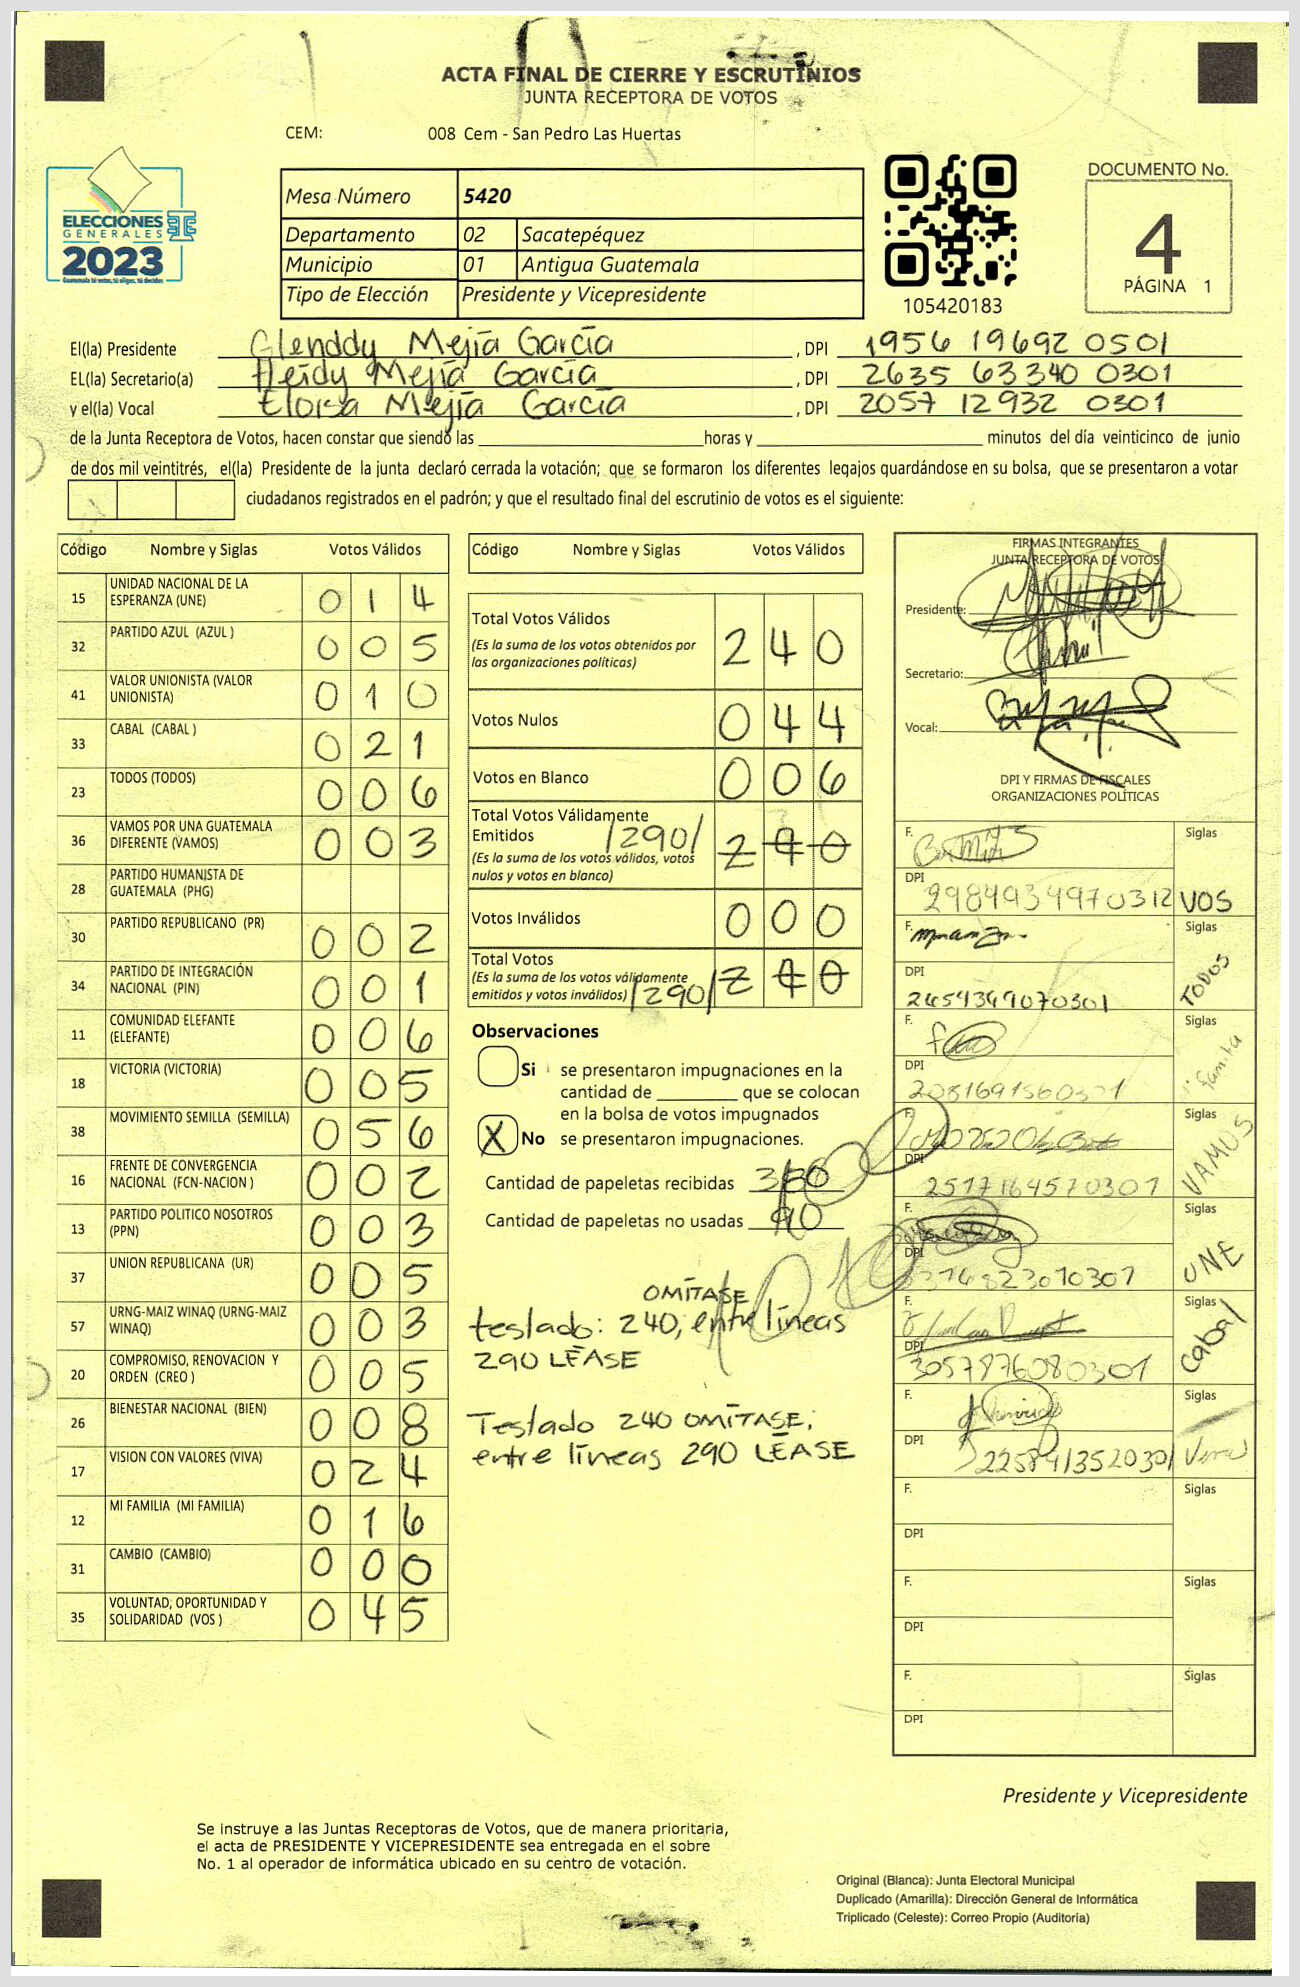 ACTA FINAL DE CIERRE Y ESCRUTINIOS
JUNTA RECEPTORA DE VOTOS
CEM: 008 Cem - San Pedro Las Huertas
ELECCIONES
GENERALES
2023
Guatemala tú votas, tú eliges, tú decides
Mesa Número 5420
Departamento 02 Sacatepéquez
Municipio 01 Antigua Guatemala
Tipo de Elección Presidente y Vicepresidente
105420183
DOCUMENTO No.
4
PÁGINA 1
El(la) Presidente Glenddy Mejía García , DPI 1956 19692 0501
EL(la) Secretario(a) Heidy Mejía García , DPI 2635 63340 0301
y el(la) Vocal Eloisa Mejía García , DPI 2057 12932 0301
de la Junta Receptora de Votos, hacen constar que siendo las horas y minutos del día veinticinco de junio
de dos mil veintitrés, el(la) Presidente de la junta declaró cerrada la votación; que se formaron los diferentes legajos guardándose en su bolsa, que se presentaron a votar
ciudadanos registrados en el padrón; y que el resultado final del escrutinio de votos es el siguiente:
Código Nombre y Siglas Votos Válidos
15 UNIDAD NACIONAL DE LA ESPERANZA (UNE) 0 1 4
32 PARTIDO AZUL (AZUL ) 0 0 5
41 VALOR UNIONISTA (VALOR UNIONISTA) 0 1 0
33 CABAL (CABAL ) 0 2 1
23 TODOS (TODOS) 0 0 6
36 VAMOS POR UNA GUATEMALA DIFERENTE (VAMOS) 0 0 3
28 PARTIDO HUMANISTA DE GUATEMALA (PHG)
30 PARTIDO REPUBLICANO (PR) 0 0 2
34 PARTIDO DE INTEGRACIÓN NACIONAL (PIN) 0 0 1
11 COMUNIDAD ELEFANTE (ELEFANTE) 0 0 6
18 VICTORIA (VICTORIA) 0 0 5
38 MOVIMIENTO SEMILLA (SEMILLA) 0 5 6
16 FRENTE DE CONVERGENCIA NACIONAL (FCN-NACION ) 0 0 2
13 PARTIDO POLITICO NOSOTROS (PPN) 0 0 3
37 UNION REPUBLICANA (UR) 0 0 5
57 URNG-MAIZ WINAQ (URNG-MAIZ WINAQ) 0 0 3
20 COMPROMISO, RENOVACION Y ORDEN (CREO ) 0 0 5
26 BIENESTAR NACIONAL (BIEN) 0 0 8
17 VISION CON VALORES (VIVA) 0 2 4
12 MI FAMILIA (MI FAMILIA) 0 1 6
31 CAMBIO (CAMBIO) 0 0 0
35 VOLUNTAD, OPORTUNIDAD Y SOLIDARIDAD (VOS ) 0 4 5
Código Nombre y Siglas Votos Válidos
Total Votos Válidos 2 4 0
(Es la suma de los votos obtenidos por
las organizaciones políticas)
Votos Nulos 0 4 4
Votos en Blanco 0 0 6
Total Votos Válidamente
Emitidos /290/ 2 4 0
(Es la suma de los votos válidos, votos
nulos y votos en blanco)
Votos Inválidos 0 0 0
Total Votos
(Es la suma de los votos válidamente
emitidos y votos inválidos) /290/ 2 4 0
Observaciones
Si se presentaron impugnaciones en la
cantidad de que se colocan
en la bolsa de votos impugnados
X No se presentaron impugnaciones.
Cantidad de papeletas recibidas 380
Cantidad de papeletas no usadas 90
OMÍTASE
testado: 240, entre líneas
290 LÉASE
Testado 240 OMÍTASE,
entre líneas 290 LÉASE
FIRMAS INTEGRANTES
JUNTA RECEPTORA DE VOTOS
Presidente:
Secretario:
Vocal:
DPI Y FIRMAS DE FISCALES
ORGANIZACIONES POLÍTICAS
F. Siglas
DPI 2984934970312 VOS
F. Siglas
DPI 2454349070301 TODOS
F. Siglas
DPI
F. Siglas
DPI 2517164570301 VAMOS
F. Siglas
DPI UNE
F. Siglas
DPI 3057876080301 Cabal
F. Siglas
DPI
F. Siglas
DPI
F. Siglas
DPI
F. Siglas
DPI
Presidente y Vicepresidente
Se instruye a las Juntas Receptoras de Votos, que de manera prioritaria,
el acta de PRESIDENTE Y VICEPRESIDENTE sea entregada en el sobre
No. 1 al operador de informática ubicado en su centro de votación.
Original (Blanca): Junta Electoral Municipal
Duplicado (Amarilla): Dirección General de Informática
Triplicado (Celeste): Correo Propio (Auditoría)